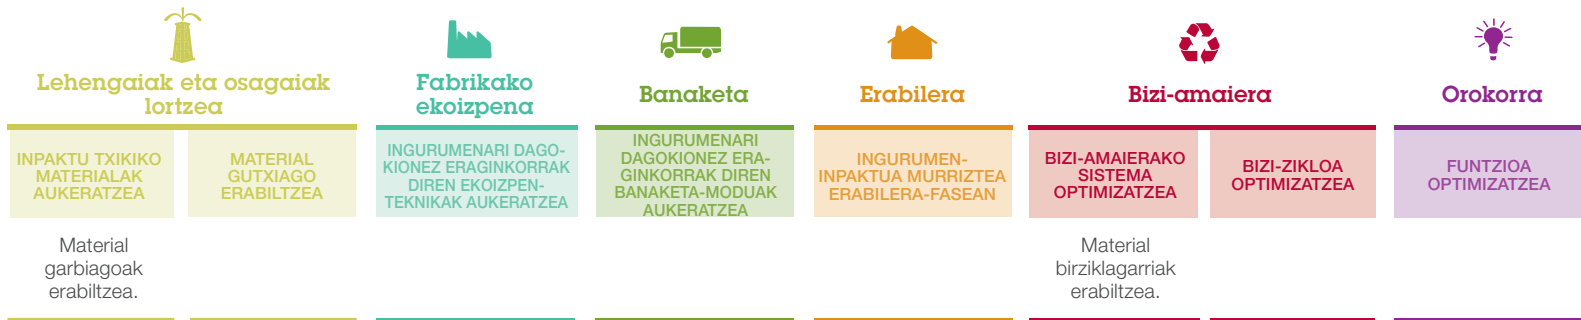 Lehengaiak eta osagaiak
lortzea
Fabrikako
ekoizpena
Banaketa
Erabilera
Bizi-amaiera
Orokorra
INPAKTU TXIKIKO
MATERIALAK
AUKERATZEA
MATERIAL
GUTXIAGO
ERABILTZEA
INGURUMENARI DAGO-
KIONEZ ERAGINKORRAK
DIREN EKOIZPEN-
TEKNIKAK AUKERATZEA
INGURUMENARI
DAGOKIONEZ ERA-
GINKORRAK DIREN
BANAKETA-MODUAK
AUKERATZEA
INGURUMEN-
INPAKTUA MURRIZTEA
ERABILERA-FASEAN
BIZI-AMAIERAKO
SISTEMA
OPTIMIZATZEA
BIZI-ZIKLOA
OPTIMIZATZEA
FUNTZIOA
OPTIMIZATZEA
Material
garbiagoak
erabiltzea.
Material
birziklagarriak
erabiltzea.